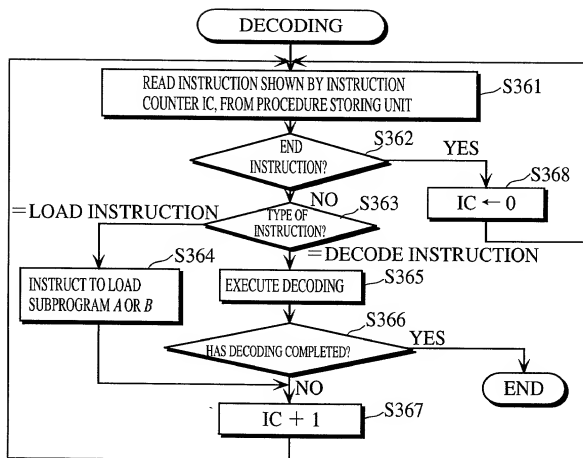 DECODING
READ INSTRUCTION SHOWN BY INSTRUCTION
COUNTER IC, FROM PROCEDURE STORING UNIT
S361
END
INSTRUCTION?
S362
YES
S368
IC ← 0
NO
S363
=LOAD INSTRUCTION
TYPE OF
INSTRUCTION?
=DECODE INSTRUCTION
S364
INSTRUCT TO LOAD
SUBPROGRAM A OR B
S365
EXECUTE DECODING
S366
HAS DECODING COMPLETED?
YES
END
NO
S367
IC + 1